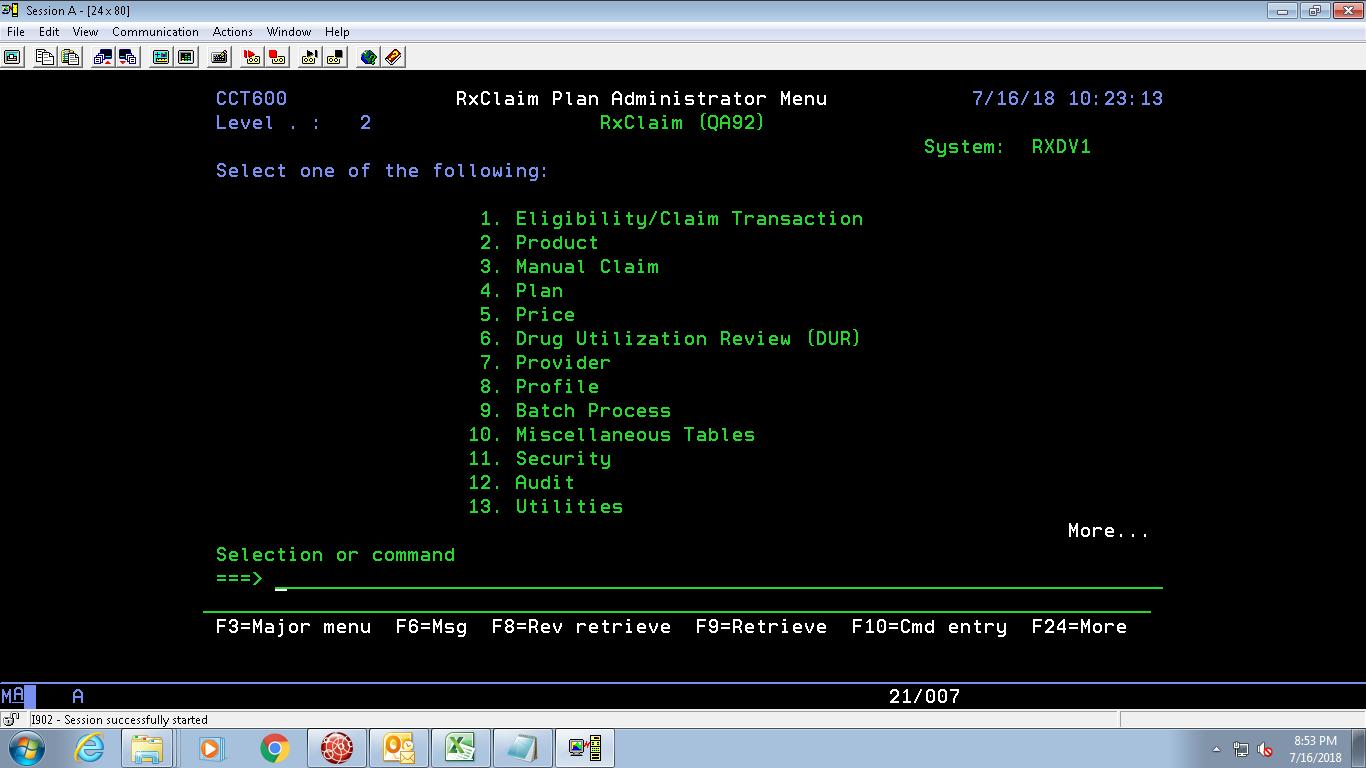 Session A - [24 x 80]
File Edit View Communication Actions Window Help
CCT600 RxClaim Plan Administrator Menu 7/16/18 10:23:13
Level . : 2 RxClaim (QA92)
System: RXDV1
Select one of the following:
1. Eligibility/Claim Transaction
2. Product
3. Manual Claim
4. Plan
5. Price
6. Drug Utilization Review (DUR)
7. Provider
8. Profile
9. Batch Process
10. Miscellaneous Tables
11. Security
12. Audit
13. Utilities
More...
Selection or command
===>
F3=Major menu F6=Msg F8=Rev retrieve F9=Retrieve F10=Cmd entry F24=More
MA A 21/007
I902 - Session successfully started
8:53 PM
7/16/2018